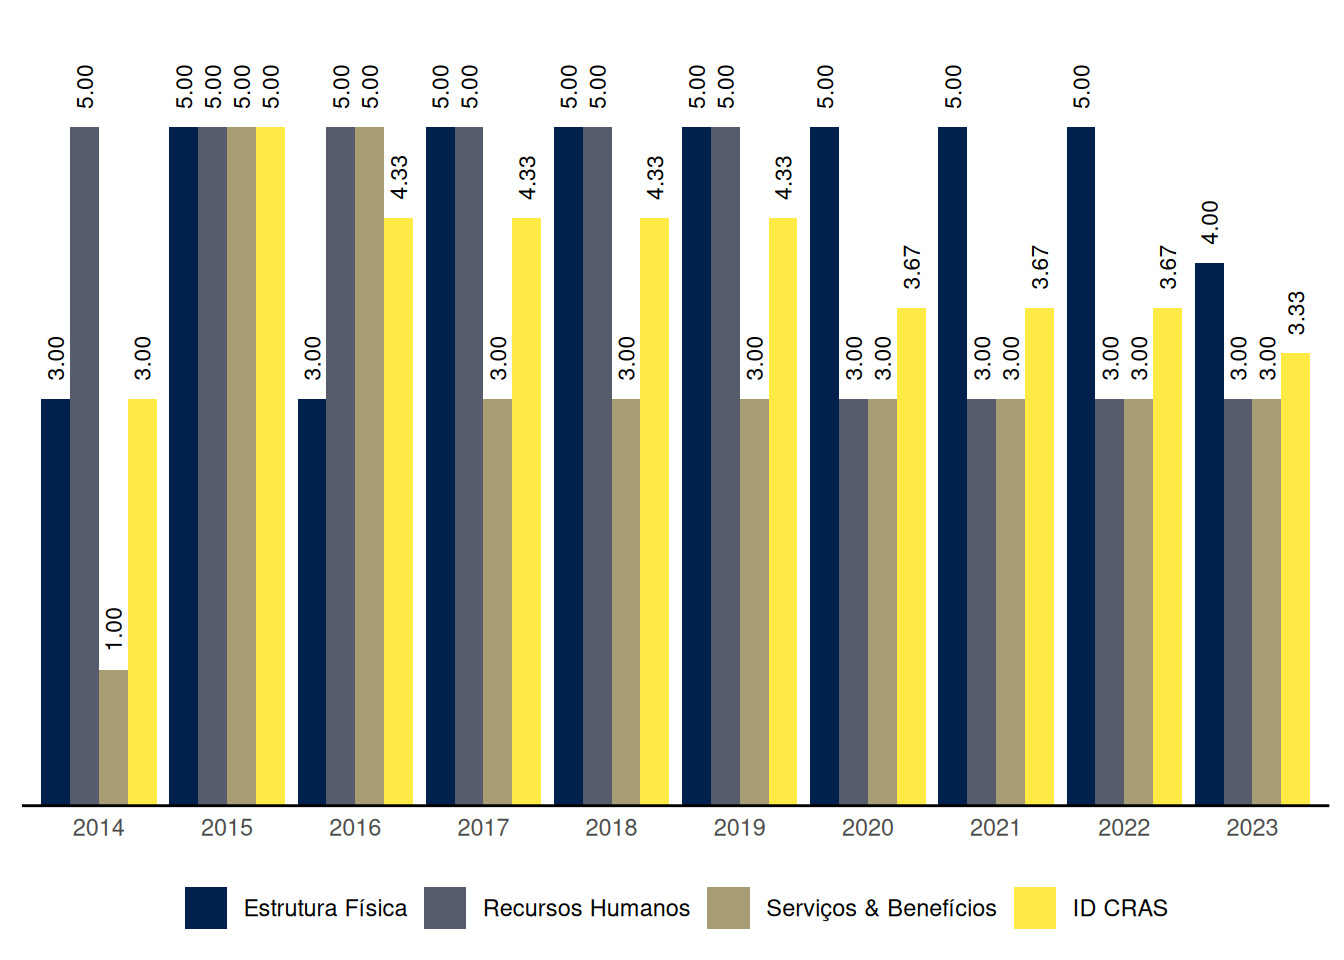 5.00 5.00 5.00 5.00 5.00 5.00 5.00 5.00 5.00 5.00 5.00 5.00 5.00 5.00 5.00 5.00
4.33 4.33 4.33 4.33
4.00
3.67 3.67 3.67
3.33
3.00 3.00 3.00 3.00 3.00 3.00 3.00 3.00 3.00 3.00 3.00 3.00 3.00 3.00
1.00
2014 2015 2016 2017 2018 2019 2020 2021 2022 2023
Estrutura Física Recursos Humanos Serviços & Benefícios ID CRAS